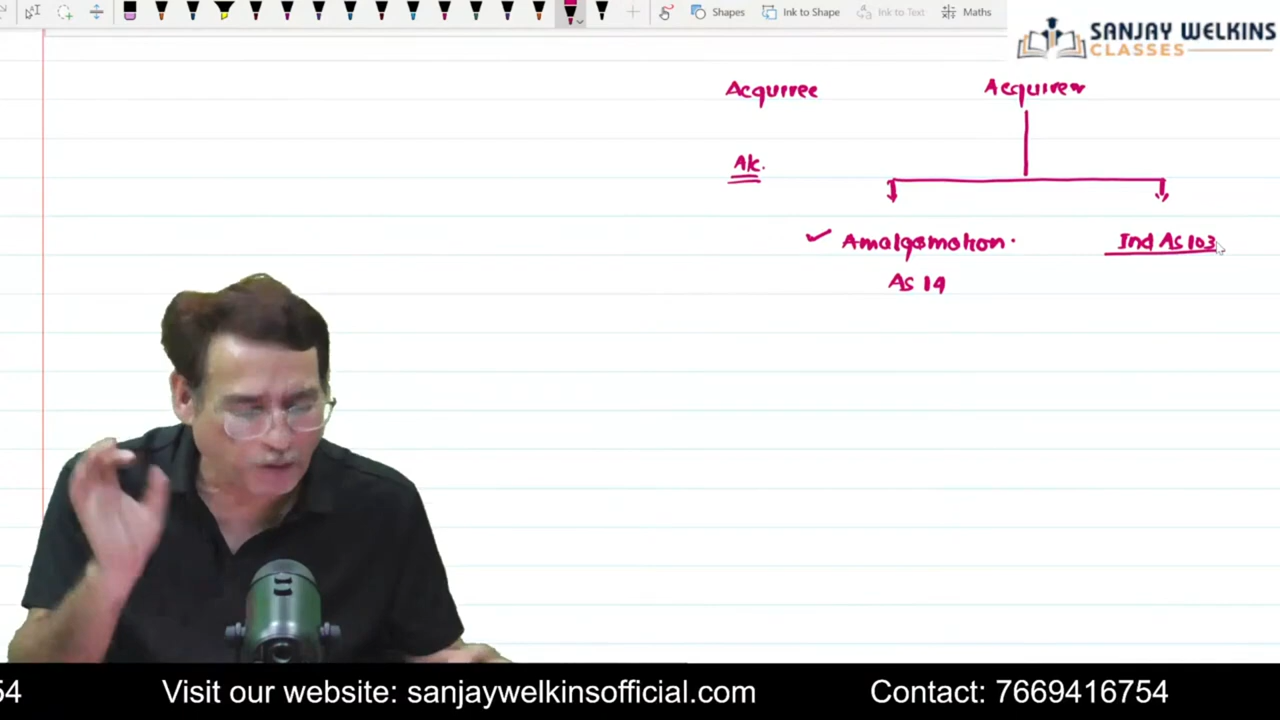 Shapes
Ink to Shape
Ink to Text
Maths
SANJAY WELKINS
CLASSES
Acquiree
Acquirer
A/c.
Amalgamation.
Ind As 103
As 14
54
Visit our website: sanjaywelkinsofficial.com
Contact: 7669416754